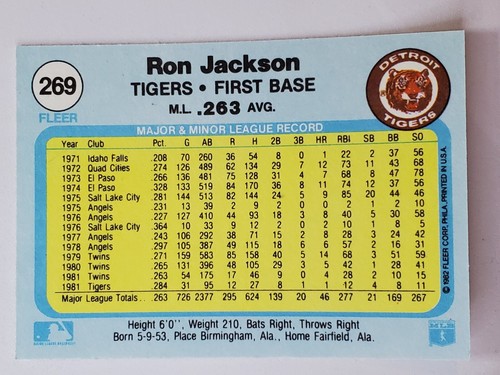 269
FLEER
Ron Jackson
TIGERS • FIRST BASE
M.L. .263 AVG.
DETROIT
TIGERS
MAJOR & MINOR LEAGUE RECORD
Year Club Pct. G AB R H 2B 3B HR RBI SB BB SO
1971 Idaho Falls .208 70 260 36 54 8 0 1 22 2 37 56
1972 Quad Cities .274 126 489 62 134 29 7 12 73 11 43 68
1973 El Paso .266 136 481 75 128 31 4 7 68 8 47 78
1974 El Paso .328 133 519 84 170 36 8 11 74 12 37 56
1975 Salt Lake City .281 144 513 82 144 24 5 9 85 20 44 46
1975 Angels .231 13 39 2 9 2 0 0 2 1 2 10
1976 Angels .227 127 410 44 93 18 3 8 40 5 30 58
1976 Salt Lake City .364 10 33 9 12 2 0 2 10 1 8 5
1977 Angels .243 106 292 38 71 15 2 8 28 3 24 42
1978 Angels .297 105 387 49 115 18 6 6 57 2 16 31
1979 Twins .271 159 583 85 158 40 5 14 68 3 51 59
1980 Twins .265 131 396 48 105 29 3 5 42 1 28 41
1981 Twins .263 54 175 17 46 9 0 4 28 2 10 15
1981 Tigers .284 31 95 12 27 8 1 1 12 4 8 11
Major League Totals . . .263 726 2377 295 624 139 20 46 277 21 169 267
Height 6'0'', Weight 210, Bats Right, Throws Right
Born 5-9-53, Place Birmingham, Ala., Home Fairfield, Ala.
© 1982 FLEER CORP. PHILA. PRINTED IN U.S.A.